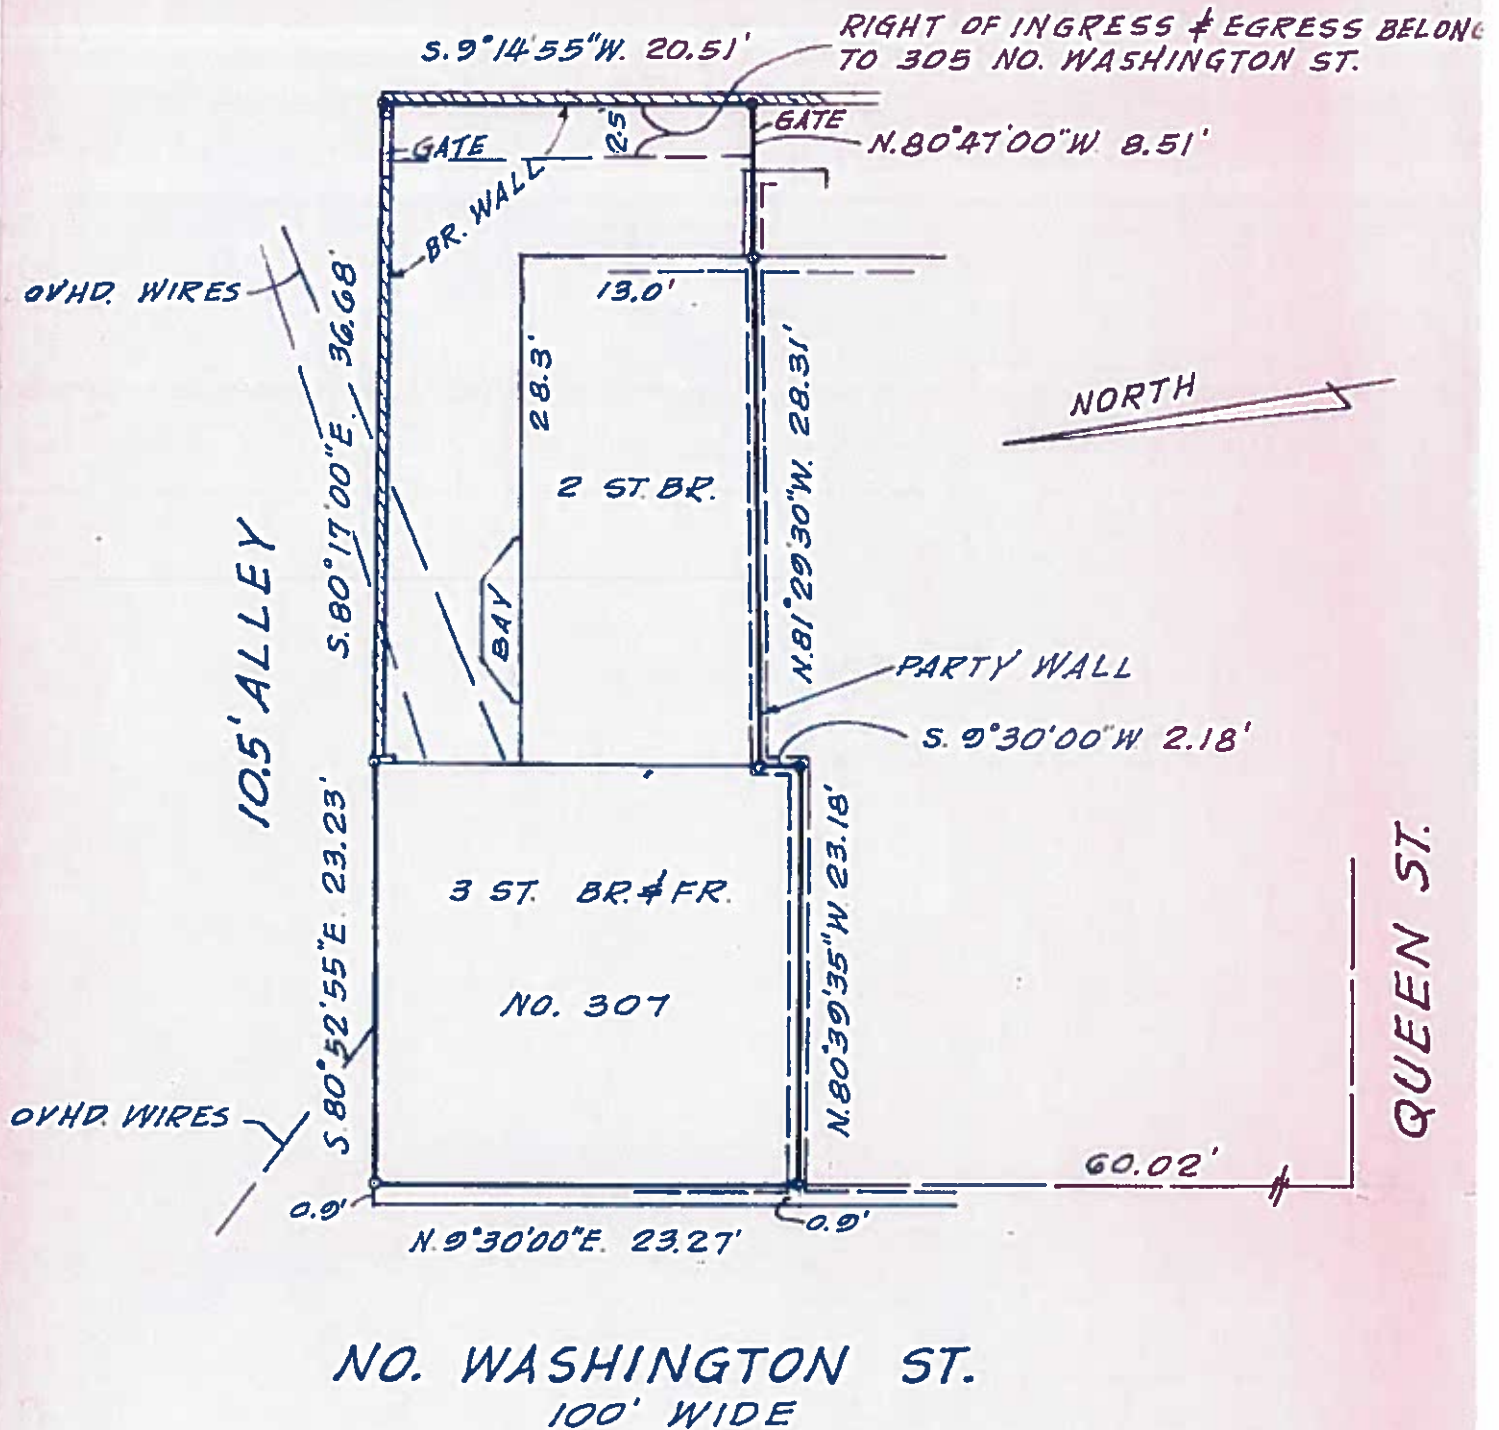 RIGHT OF INGRESS & EGRESS BELONG
TO 305 NO. WASHINGTON ST.
S. 9°14'55"W. 20.51'
GATE
2.5'
GATE
N.80°47'00"W. 8.51'
BR. WALL
OVHD. WIRES
S.80°17'00"E. 36.68'
13.0'
28.3'
N.81°29'30"W. 28.31'
NORTH
2 ST. BR.
10.5' ALLEY
BAY
PARTY WALL
S. 9°30'00"W 2.18'
S. 80°52'55"E 23.23'
3 ST. BR. & FR.
N.80°39'35"W 23.18'
NO. 307
QUEEN ST.
OVHD. WIRES
60.02'
0.9'
0.9'
N. 9°30'00"E. 23.27'
NO. WASHINGTON ST.
100' WIDE